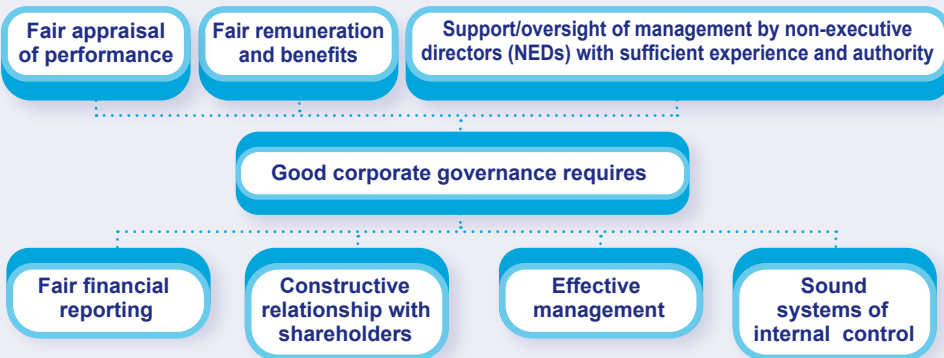 Fair appraisal
of performance
Fair remuneration
and benefits
Support/oversight of management by non-executive
directors (NEDs) with sufficient experience and authority
Good corporate governance requires
Fair financial
reporting
Constructive
relationship with
shareholders
Effective
management
Sound
systems of
internal control